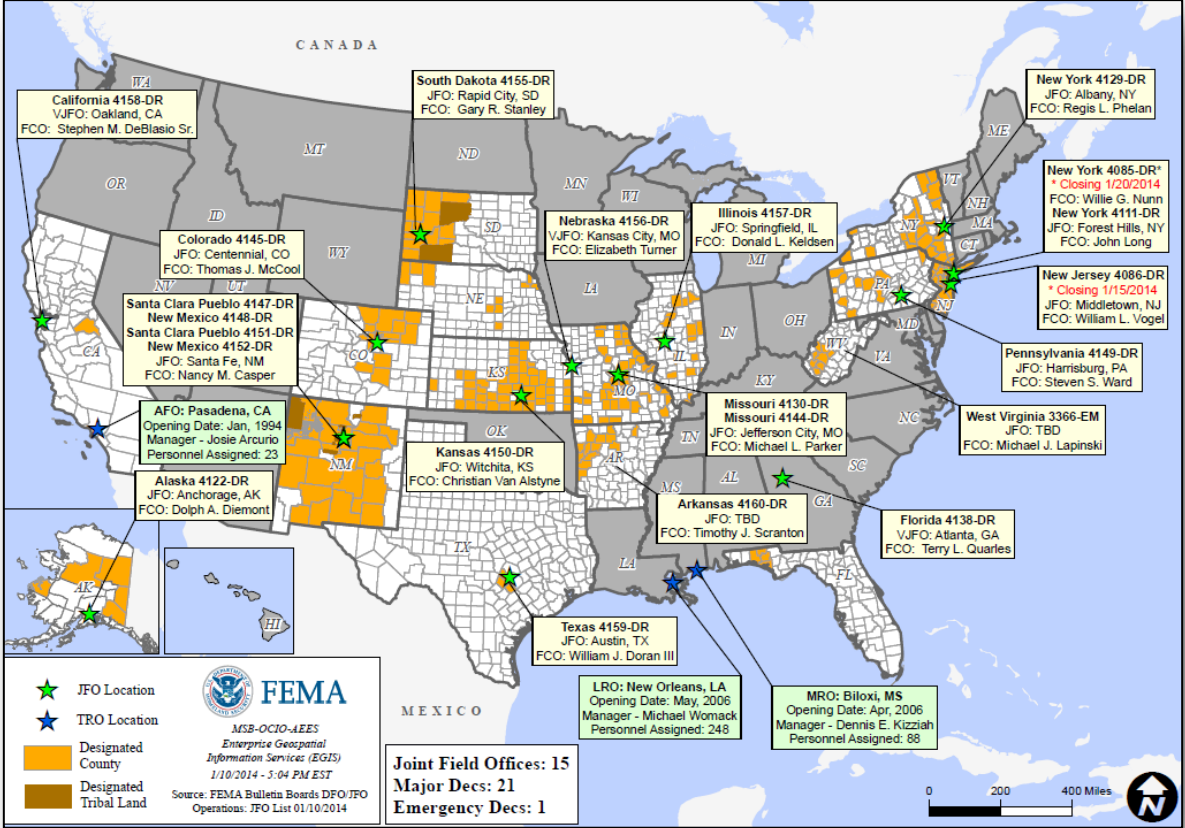 CANADA
WA
MT
ND
MN
WI
MI
ME
VT
NH
MA
CT
NY
OR
ID
WY
SD
NV
UT
NE
IA
IN
OH
PA
NJ
MD
CA
CO
KS
MO
IL
KY
WV
VA
NC
NM
OK
AR
TN
MS
AL
GA
SC
TX
LA
FL
AK
HI
MEXICO
California 4158-DR
VJFO: Oakland, CA
FCO: Stephen M. DeBlasio Sr.
South Dakota 4155-DR
JFO: Rapid City, SD
FCO: Gary R. Stanley
New York 4129-DR
JFO: Albany, NY
FCO: Regis L. Phelan
New York 4085-DR*
* Closing 1/20/2014
FCO: Willie G. Nunn
New York 4111-DR
JFO: Forest Hills, NY
FCO: John Long
Nebraska 4156-DR
VJFO: Kansas City, MO
FCO: Elizabeth Turner
Illinois 4157-DR
JFO: Springfield, IL
FCO: Donald L. Keldsen
Colorado 4145-DR
JFO: Centennial, CO
FCO: Thomas J. McCool
New Jersey 4086-DR
* Closing 1/15/2014
JFO: Middletown, NJ
FCO: William L. Vogel
Santa Clara Pueblo 4147-DR
New Mexico 4148-DR
Santa Clara Pueblo 4151-DR
New Mexico 4152-DR
JFO: Santa Fe, NM
FCO: Nancy M. Casper
Pennsylvania 4149-DR
JFO: Harrisburg, PA
FCO: Steven S. Ward
AFO: Pasadena, CA
Opening Date: Jan, 1994
Manager - Josie Arcurio
Personnel Assigned: 23
Missouri 4130-DR
Missouri 4144-DR
JFO: Jefferson City, MO
FCO: Michael L. Parker
West Virginia 3366-EM
JFO: TBD
FCO: Michael J. Lapinski
Kansas 4150-DR
JFO: Witchita, KS
FCO: Christian Van Alstyne
Alaska 4122-DR
JFO: Anchorage, AK
FCO: Dolph A. Diemont
Arkansas 4160-DR
JFO: TBD
FCO: Timothy J. Scranton
Florida 4138-DR
VJFO: Atlanta, GA
FCO: Terry L. Quarles
Texas 4159-DR
JFO: Austin, TX
FCO: William J. Doran III
LRO: New Orleans, LA
Opening Date: May, 2006
Manager - Michael Womack
Personnel Assigned: 248
MRO: Biloxi, MS
Opening Date: Apr, 2006
Manager - Dennis E. Kizziah
Personnel Assigned: 88
JFO Location
TRO Location
Designated
County
Designated
Tribal Land
FEMA
MSB-OCIO-AEES
Enterprise Geospatial
Information Services (EGIS)
1/10/2014 - 5:04 PM EST
Source: FEMA Bulletin Boards DFO/JFO
Operations: JFO List 01/10/2014
Joint Field Offices: 15
Major Decs: 21
Emergency Decs: 1
0 200 400 Miles
N